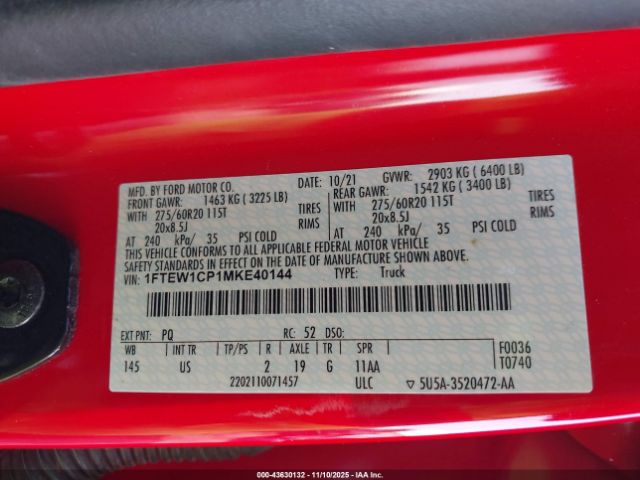 MFD. BY FORD MOTOR CO.
DATE: 10/21 GVWR: 2903 KG ( 6400 LB)
FRONT GAWR: 1463 KG ( 3225 LB)
REAR GAWR: 1542 KG ( 3400 LB)
WITH 275/60R20 115T TIRES
WITH 275/60R20 115T TIRES
20x8.5J RIMS
20x8.5J RIMS
AT 240 kPa/ 35 PSI COLD
AT 240 kPa/ 35 PSI COLD
THIS VEHICLE CONFORMS TO ALL APPLICABLE FEDERAL MOTOR VEHICLE
SAFETY STANDARDS IN EFFECT ON THE DATE OF MANUFACTURE SHOWN ABOVE.
VIN: 1FTEW1CP1MKE40144 TYPE: Truck
EXT PNT: PQ RC: 52 DSO:
WB INT TR TP/PS R AXLE TR SPR
145 US 2 19 G 11AA
F0036
T0740
2202110071457 ULC 5U5A-3520472-AA
000-43630132 - 11/10/2025 - IAAI.com